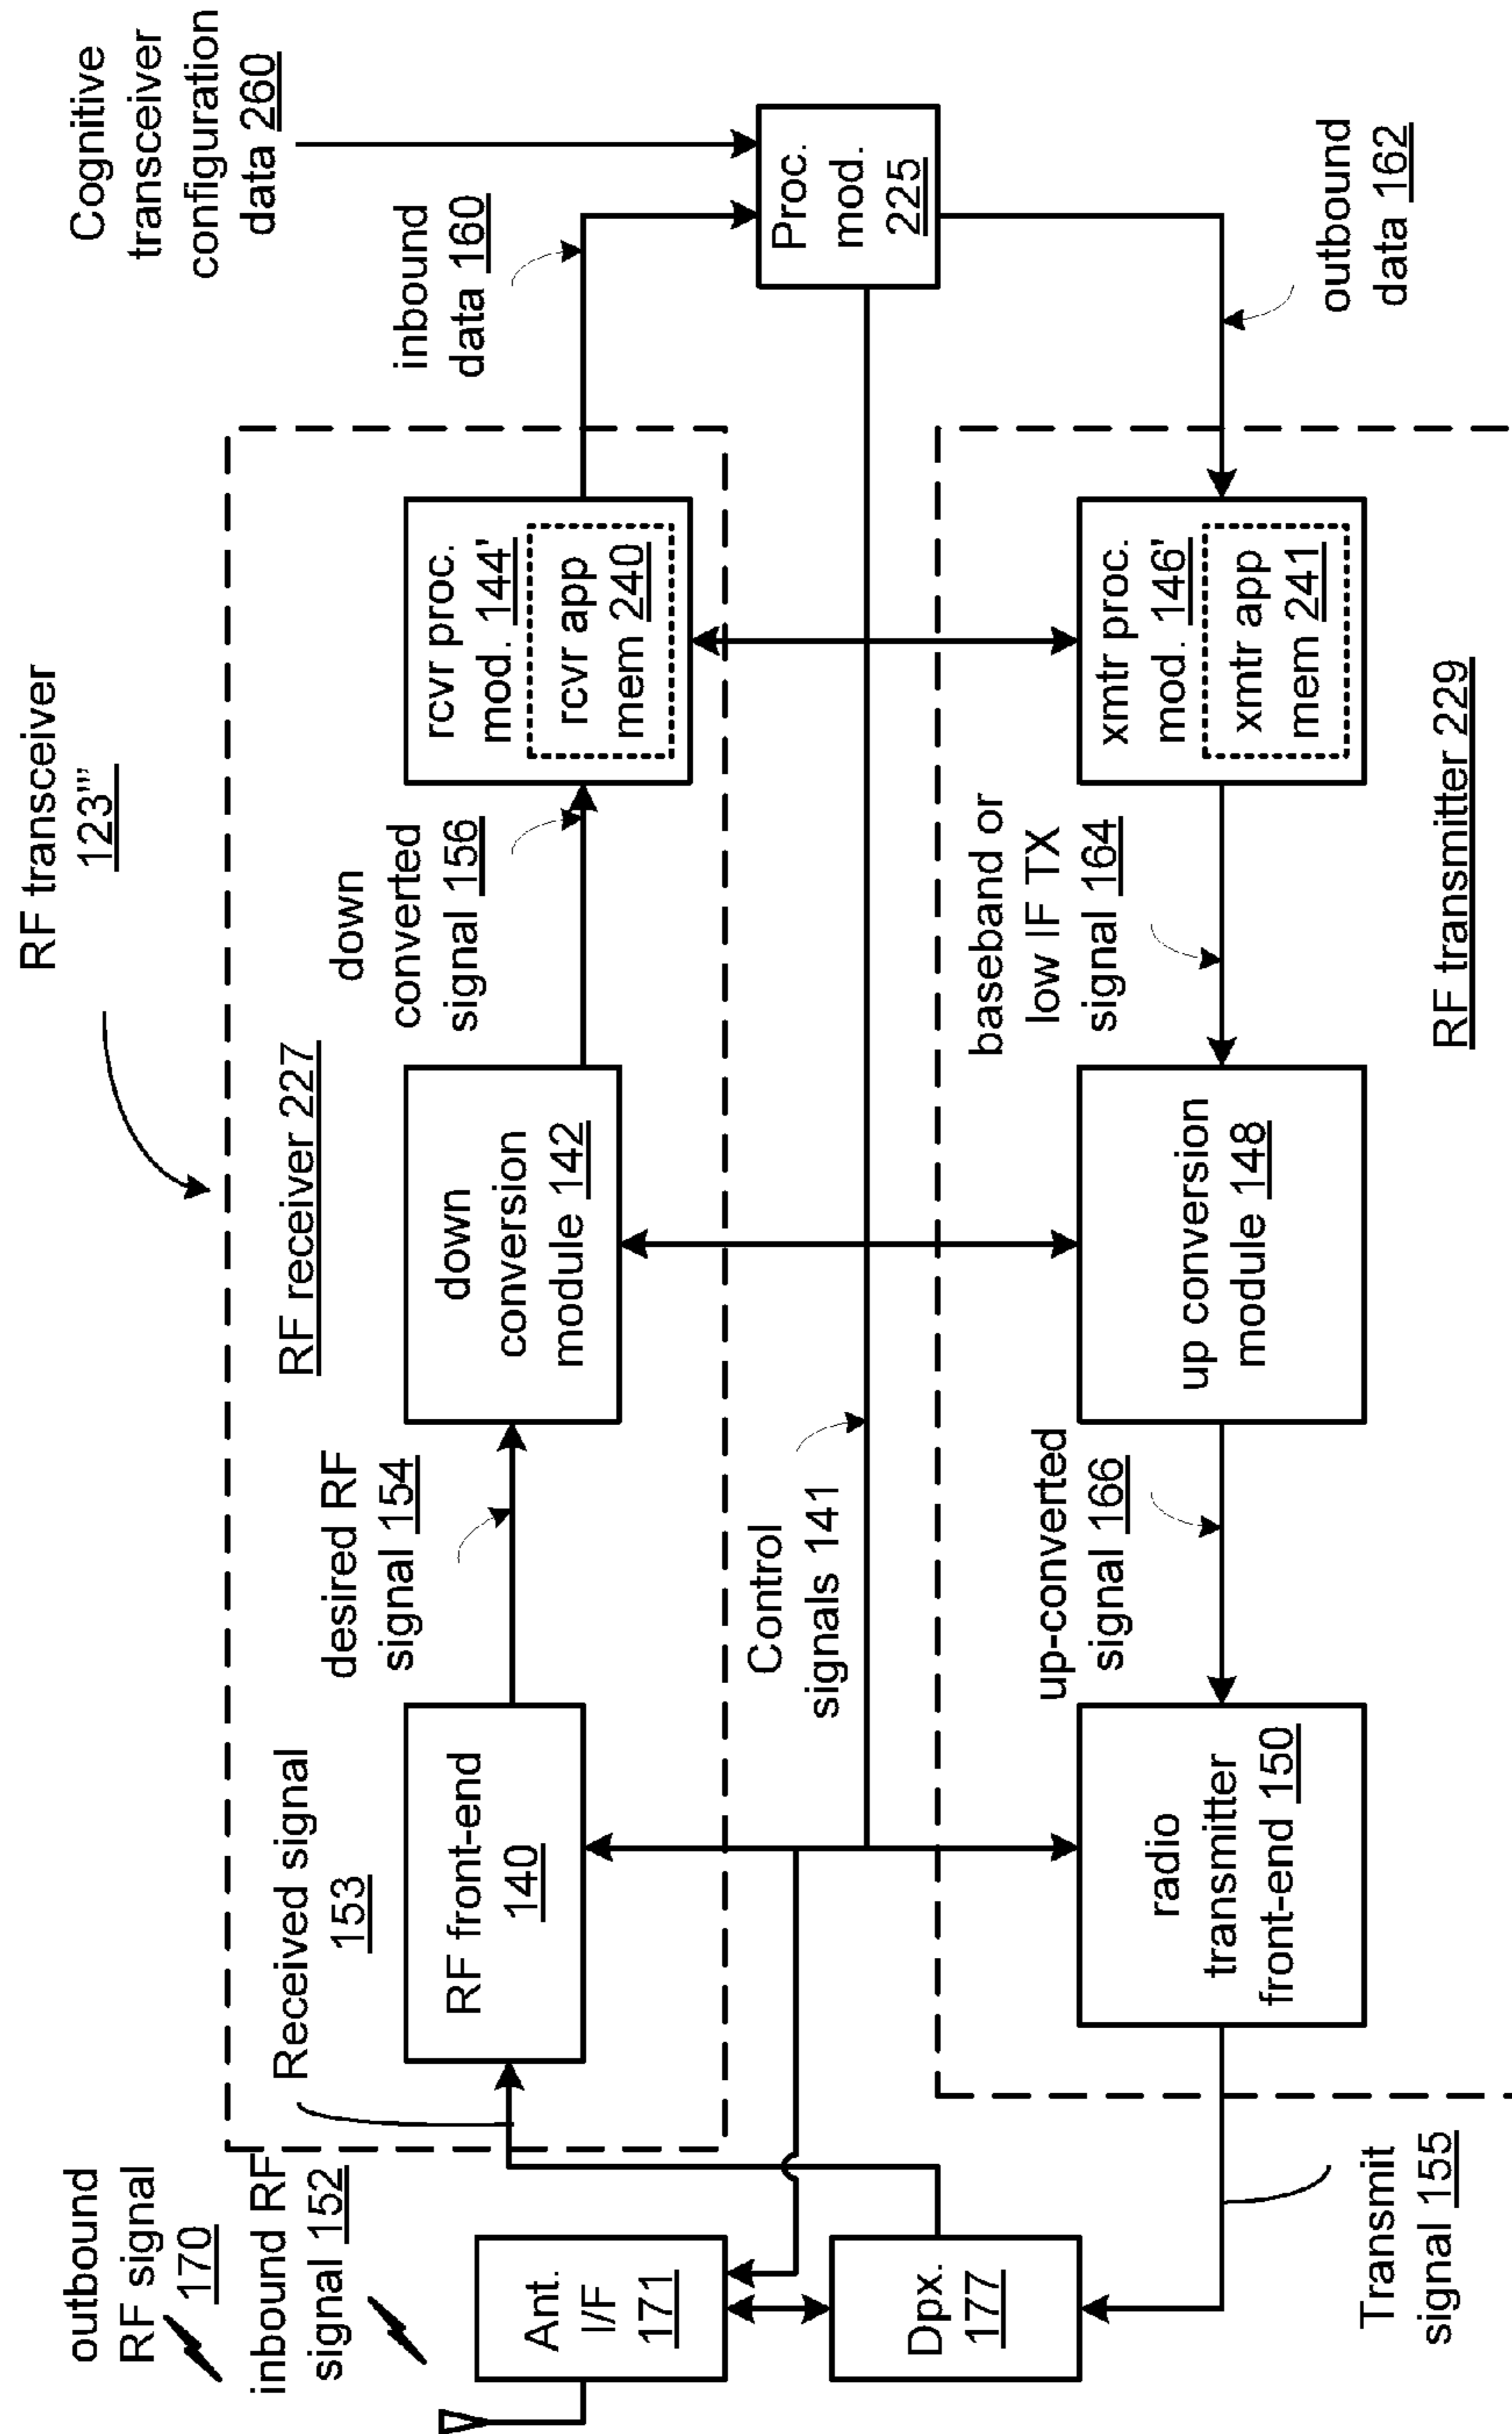 RF transceiver
123'''
outbound
RF signal
170
inbound RF
signal 152
Received signal
153
RF receiver 227
desired RF
signal 154
down
converted
signal 156
inbound
data 160
Cognitive
transceiver
configuration
data 260
Ant.
I/F
171
RF front-end
140
down
conversion
module 142
rcvr proc.
mod. 144'
rcvr app
mem 240
Control
signals 141
Proc.
mod.
225
Dpx.
177
up-converted
signal 166
baseband or
low IF TX
signal 164
radio
transmitter
front-end 150
up conversion
module 148
xmtr proc.
mod. 146'
xmtr app
mem 241
outbound
data 162
Transmit
signal 155
RF transmitter 229